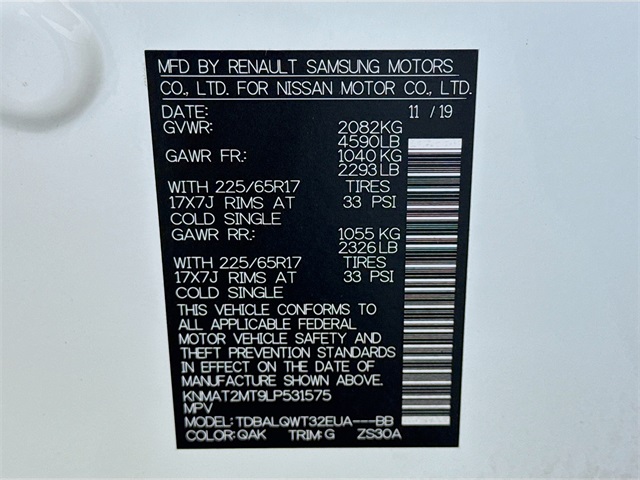 MFD BY RENAULT SAMSUNG MOTORS
CO., LTD. FOR NISSAN MOTOR CO., LTD.
DATE: 11 / 19
GVWR: 2082KG
4590LB
GAWR FR: 1040 KG
2293 LB
WITH 225/65R17 TIRES
17X7J RIMS AT 33 PSI
COLD SINGLE
GAWR RR: 1055 KG
2326 LB
WITH 225/65R17 TIRES
17X7J RIMS AT 33 PSI
COLD SINGLE
THIS VEHICLE CONFORMS TO
ALL APPLICABLE FEDERAL
MOTOR VEHICLE SAFETY AND
THEFT PREVENTION STANDARDS
IN EFFECT ON THE DATE OF
MANUFACTURE SHOWN ABOVE.
KNMAT2MT9LP531575
MPV
MODEL: TDBALQWT32EUA---BB
COLOR: QAK TRIM: G ZS30A